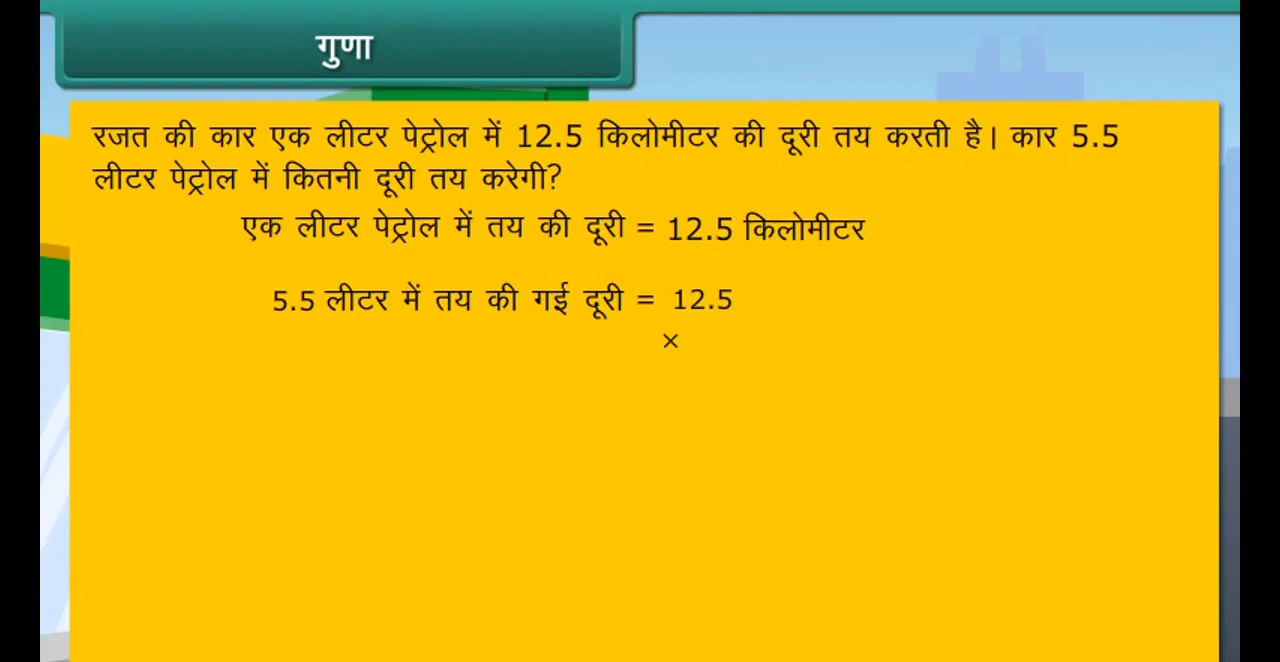 गुणा
रजत की कार एक लीटर पेट्रोल में 12.5 किलोमीटर की दूरी तय करती है। कार 5.5
लीटर पेट्रोल में कितनी दूरी तय करेगी?
एक लीटर पेट्रोल में तय की दूरी = 12.5 किलोमीटर
5.5 लीटर में तय की गई दूरी = 12.5
×